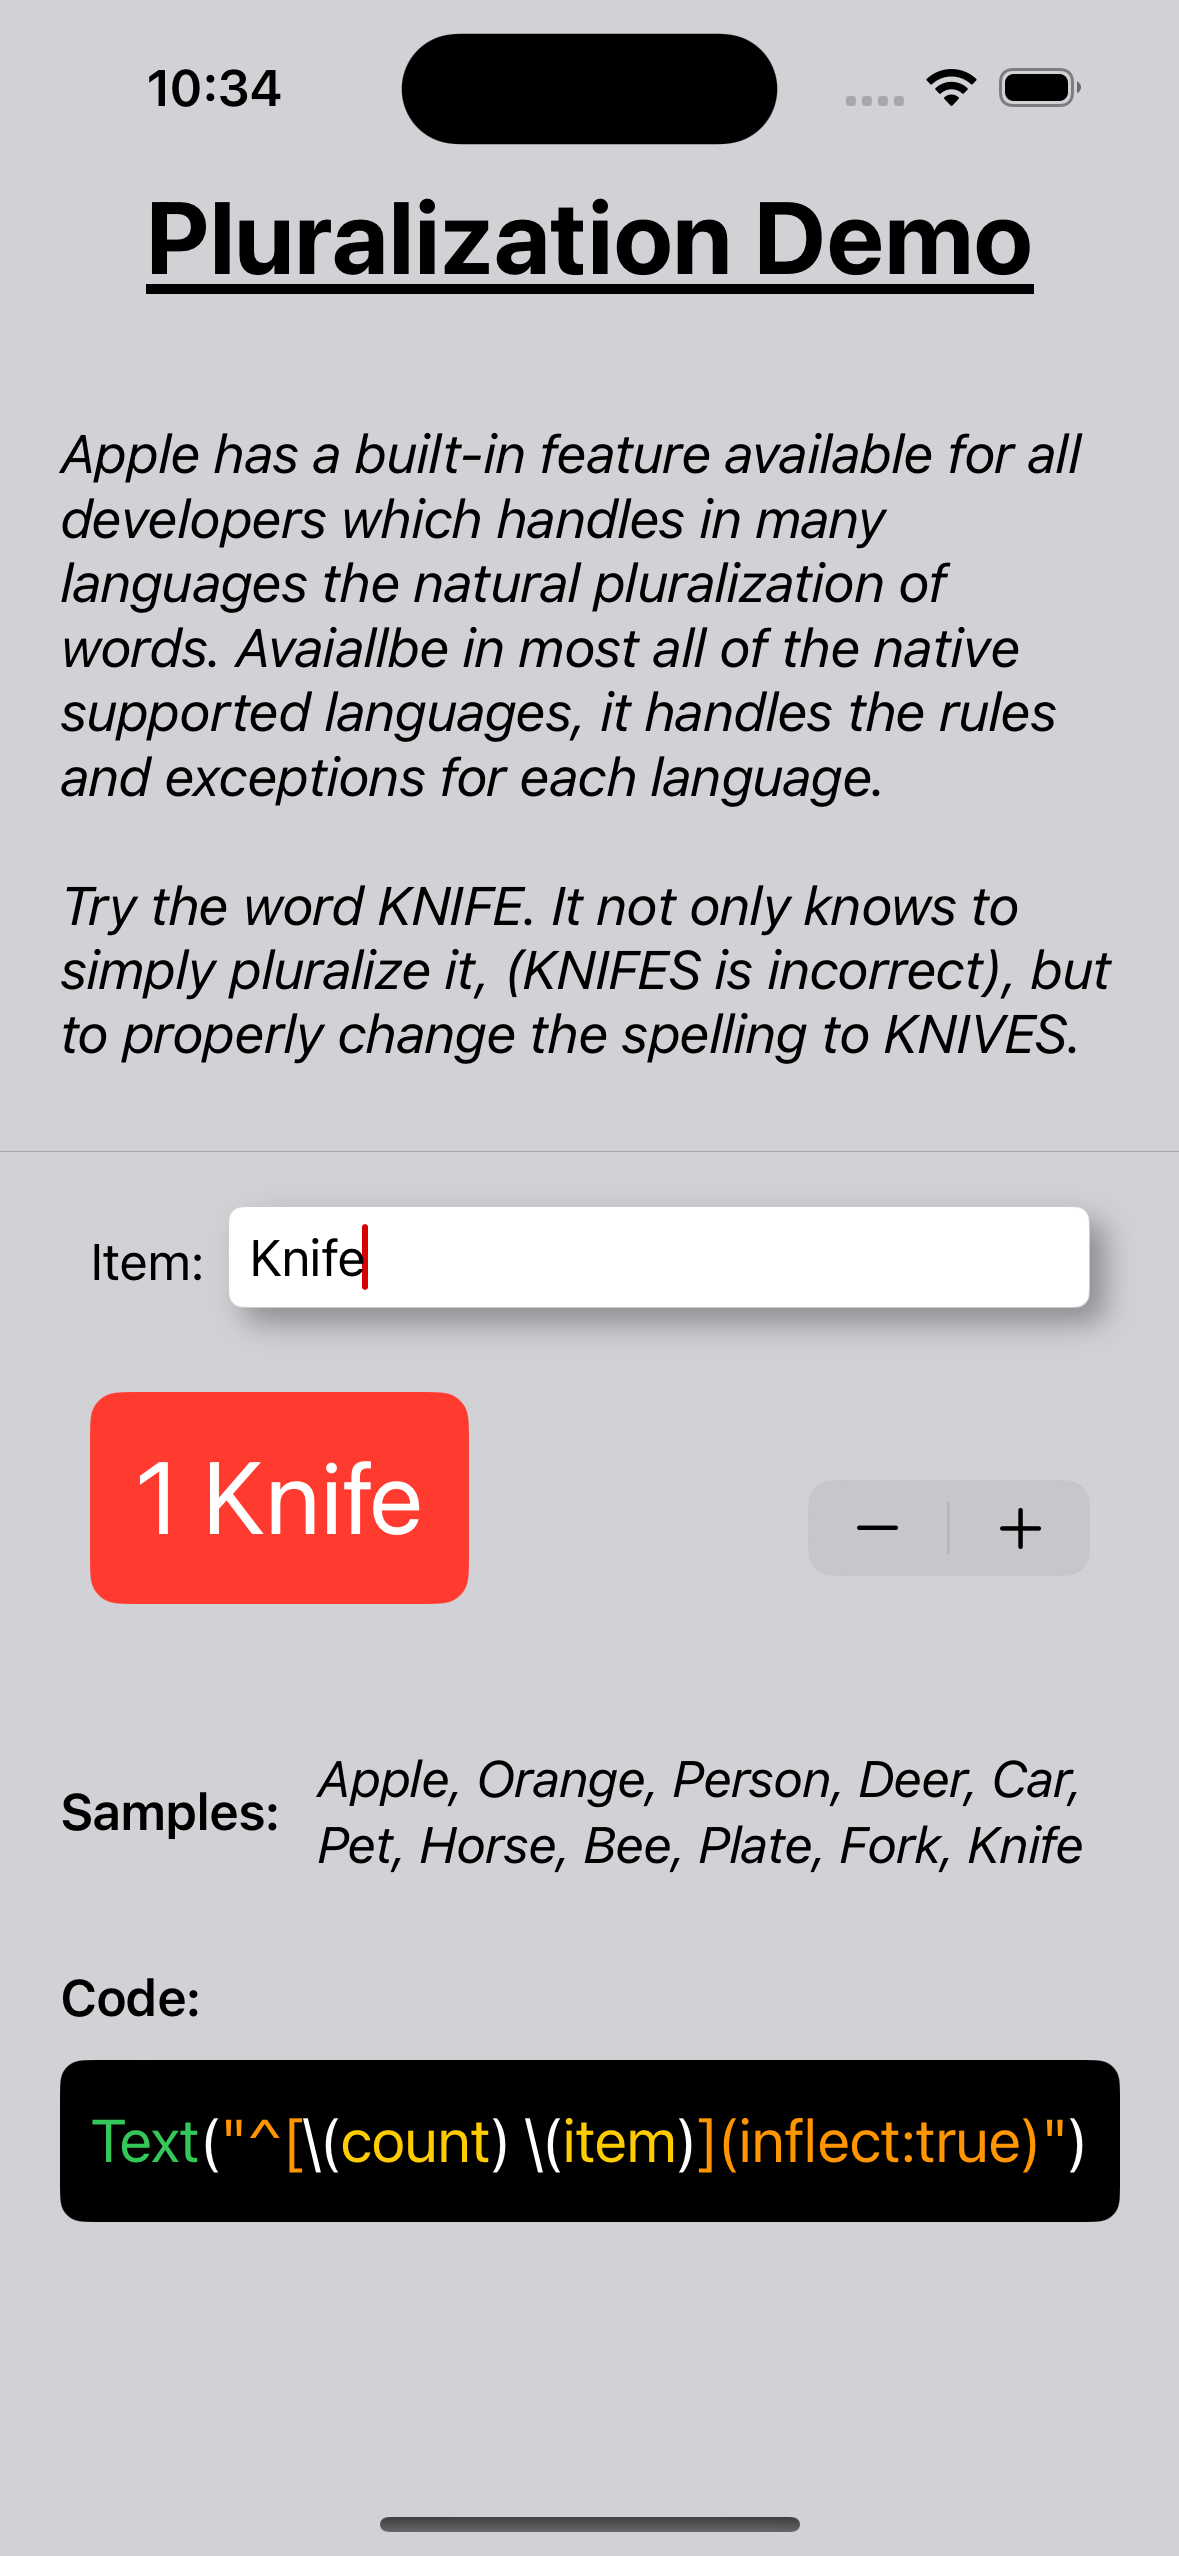 10:34
Pluralization Demo
Apple has a built-in feature available for all
developers which handles in many
languages the natural pluralization of
words. Avaiallbe in most all of the native
supported languages, it handles the rules
and exceptions for each language.
Try the word KNIFE. It not only knows to
simply pluralize it, (KNIFES is incorrect), but
to properly change the spelling to KNIVES.
Item: Knife
1 Knife
− +
Samples: Apple, Orange, Person, Deer, Car,
Pet, Horse, Bee, Plate, Fork, Knife
Code:
Text("^[\(count) \(item)](inflect:true)")